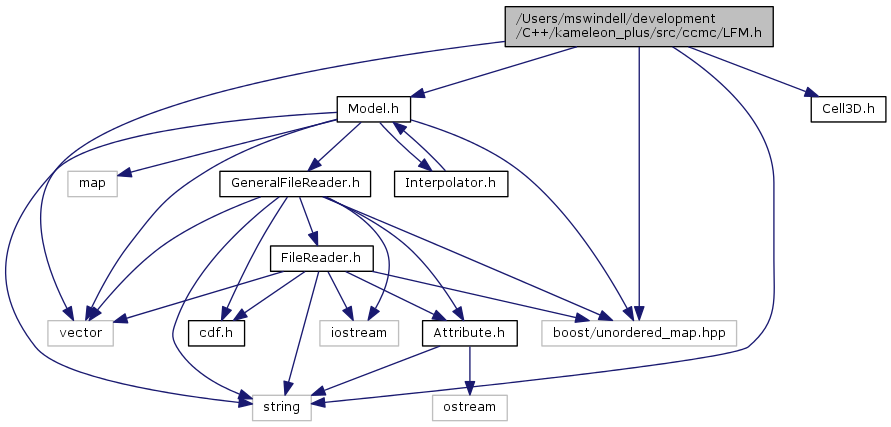 /Users/mswindell/development
/C++/kameleon_plus/src/ccmc/LFM.h
Model.h
Cell3D.h
map
GeneralFileReader.h
Interpolator.h
FileReader.h
vector
cdf.h
iostream
Attribute.h
boost/unordered_map.hpp
string
ostream